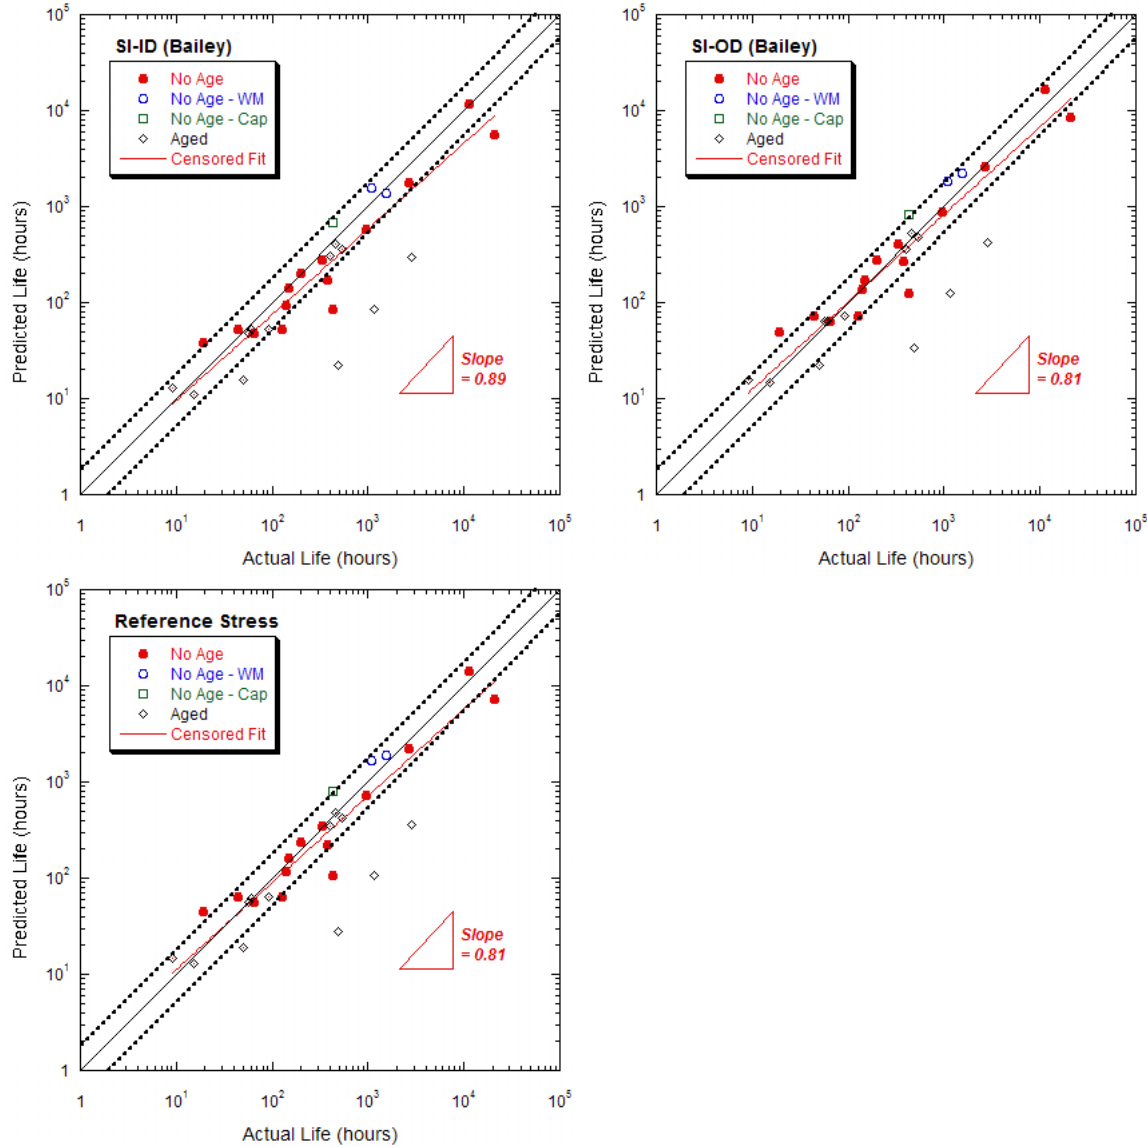 SI-ID (Bailey)
No Age
No Age - WM
No Age - Cap
Aged
Censored Fit
Slope
= 0.89
Predicted Life (hours)
10^5
10^4
10^3
10^2
10^1
1
1 10^1 10^2 10^3 10^4 10^5
Actual Life (hours)
SI-OD (Bailey)
No Age
No Age - WM
No Age - Cap
Aged
Censored Fit
Slope
= 0.81
Predicted Life (hours)
10^5
10^4
10^3
10^2
10^1
1
1 10^1 10^2 10^3 10^4 10^5
Actual Life (hours)
Reference Stress
No Age
No Age - WM
No Age - Cap
Aged
Censored Fit
Slope
= 0.81
Predicted Life (hours)
10^5
10^4
10^3
10^2
10^1
1
1 10^1 10^2 10^3 10^4 10^5
Actual Life (hours)